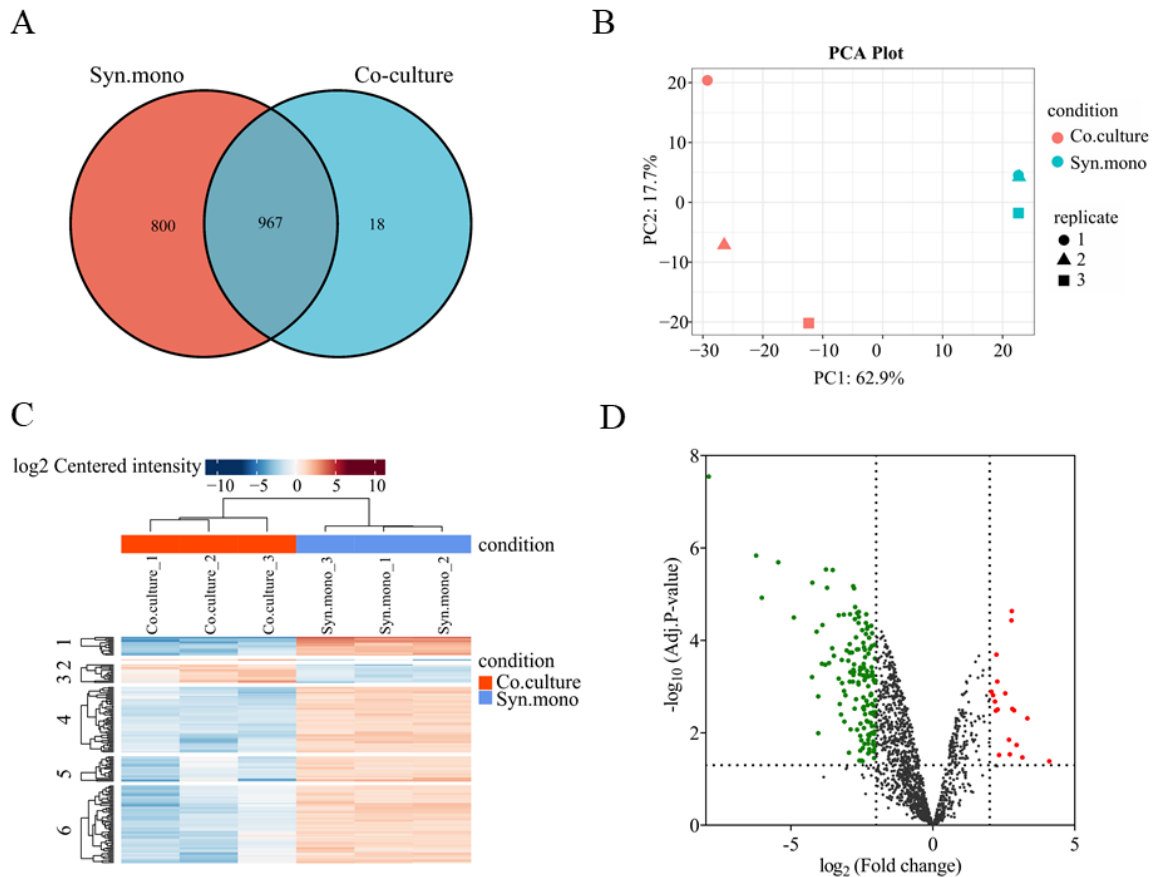 A
Syn.mono
Co-culture
800
967
18
B
PCA Plot
20
10
0
−10
−20
PC2: 17.7%
−30
−20
−10
0
10
20
PC1: 62.9%
condition
Co.culture
Syn.mono
replicate
1
2
3
C
log2 Centered intensity
−10
−5
0
5
10
condition
Co.culture_1
Co.culture_2
Co.culture_3
Syn.mono_3
Syn.mono_1
Syn.mono_2
1
2
3
4
5
6
condition
Co.culture
Syn.mono
D
8
6
4
2
0
-log10 (Adj.P-value)
-5
0
5
log2 (Fold change)